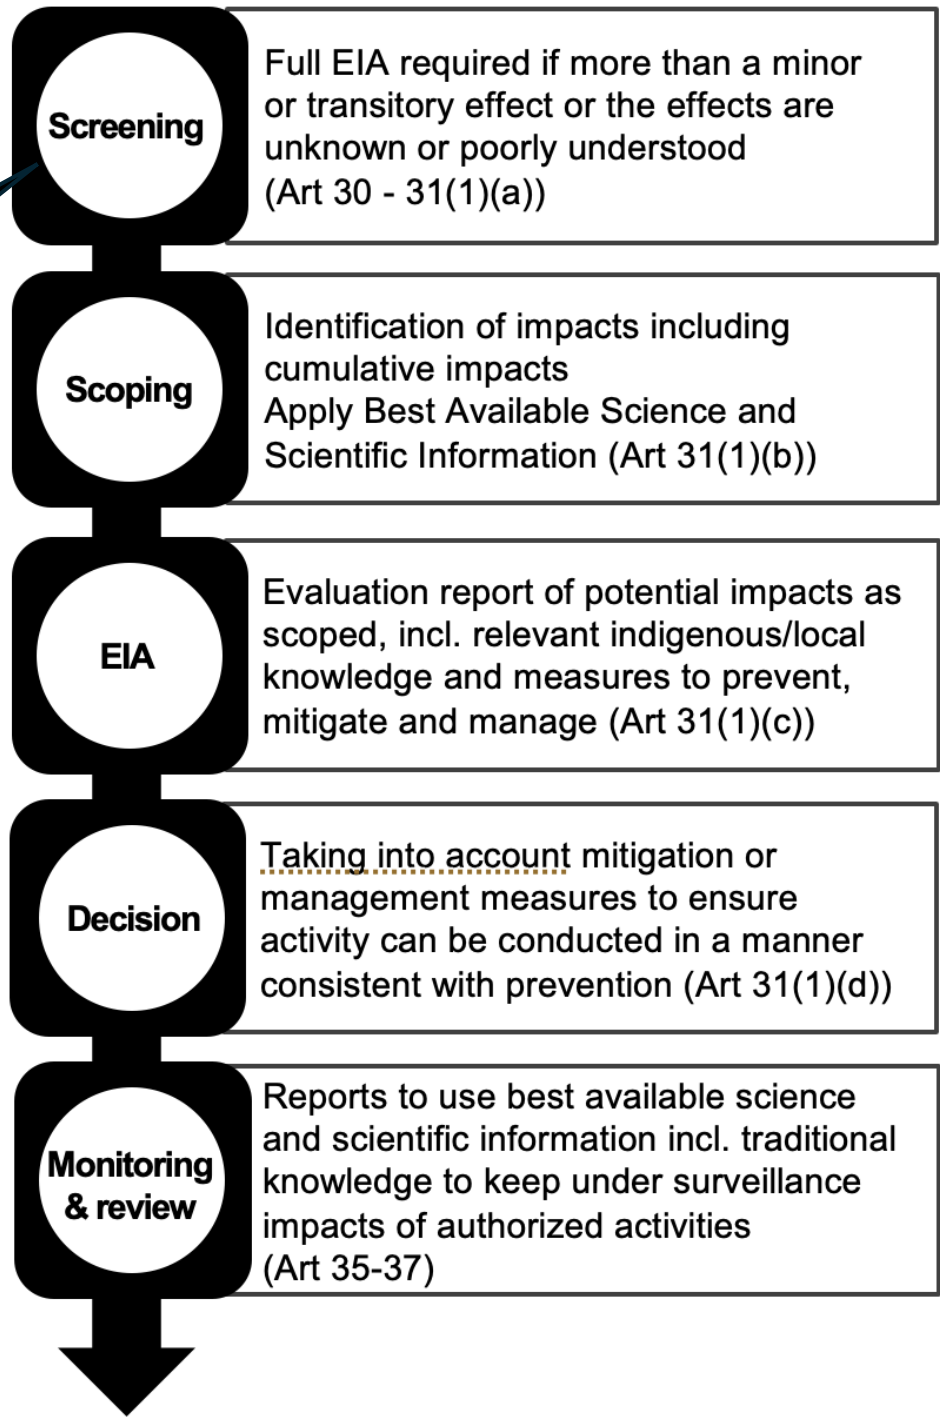 Screening
Full EIA required if more than a minor
or transitory effect or the effects are
unknown or poorly understood
(Art 30 - 31(1)(a))
Scoping
Identification of impacts including
cumulative impacts
Apply Best Available Science and
Scientific Information (Art 31(1)(b))
EIA
Evaluation report of potential impacts as
scoped, incl. relevant indigenous/local
knowledge and measures to prevent,
mitigate and manage (Art 31(1)(c))
Decision
Taking into account mitigation or
management measures to ensure
activity can be conducted in a manner
consistent with prevention (Art 31(1)(d))
Monitoring
& review
Reports to use best available science
and scientific information incl. traditional
knowledge to keep under surveillance
impacts of authorized activities
(Art 35-37)